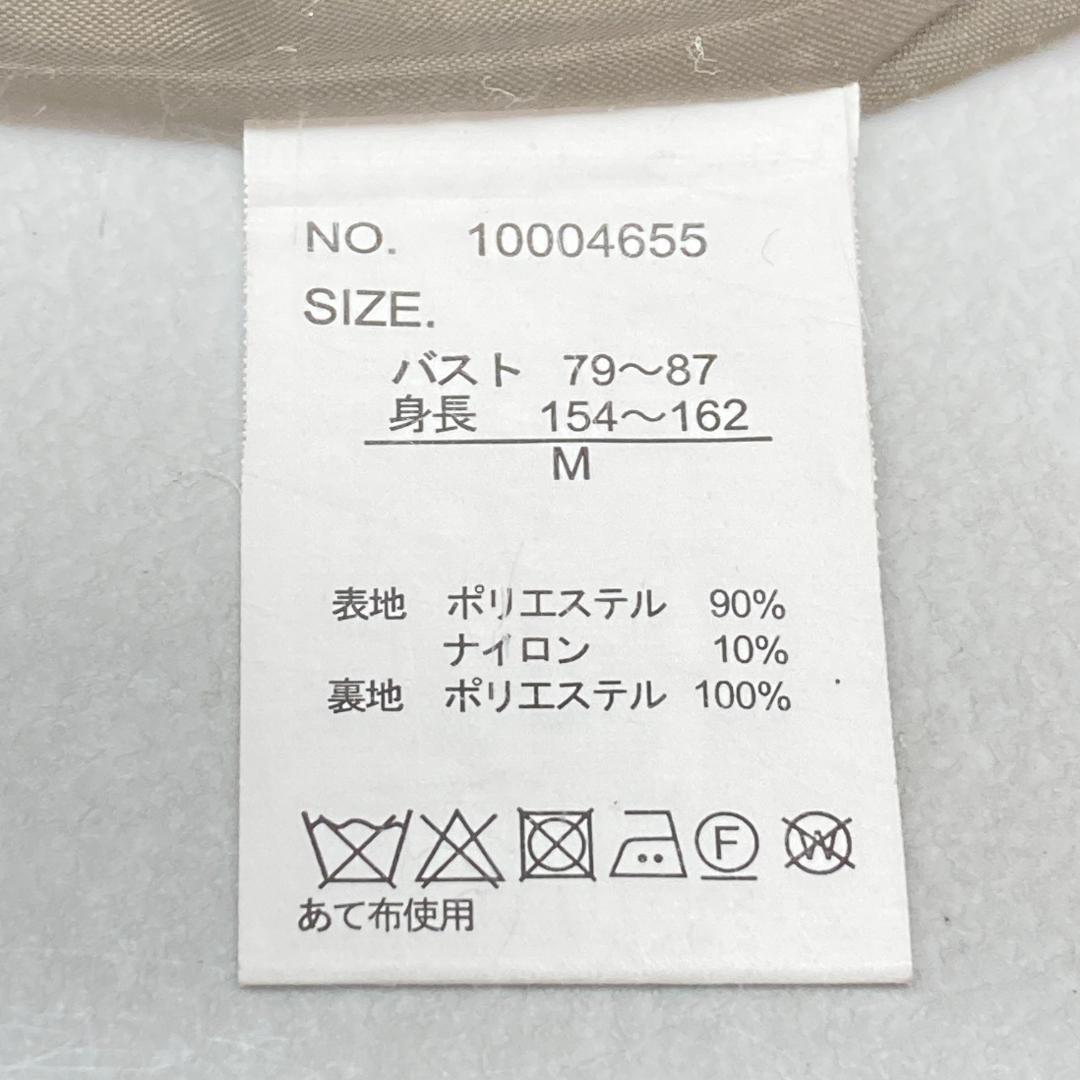 NO. 10004655
SIZE.
バスト 79～87
身長 154～162
M
表地 ポリエステル 90%
ナイロン 10%
裏地 ポリエステル 100%
F W
あて布使用